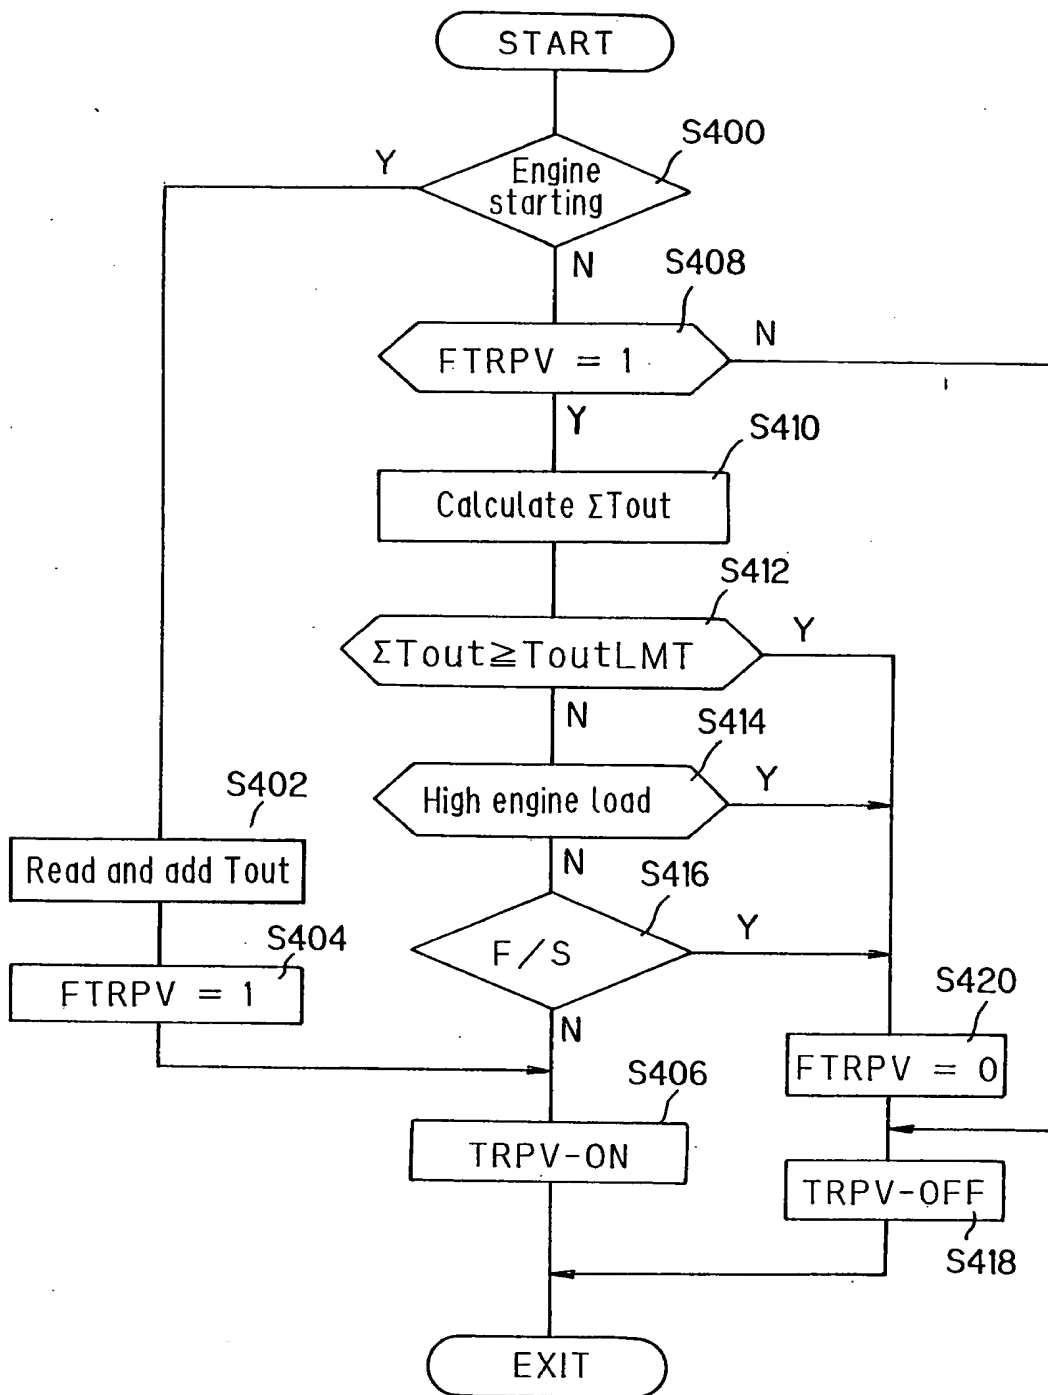 START
S400
Y
Engine
starting
N
S408
FTRPV = 1
N
Y
S410
Calculate ΣTout
S412
ΣTout≧ToutLMT
Y
N
S414
High engine load
Y
N
S402
Read and add Tout
S416
F/S
Y
N
S404
FTRPV = 1
S420
FTRPV = 0
S406
TRPV-ON
TRPV-OFF
S418
EXIT